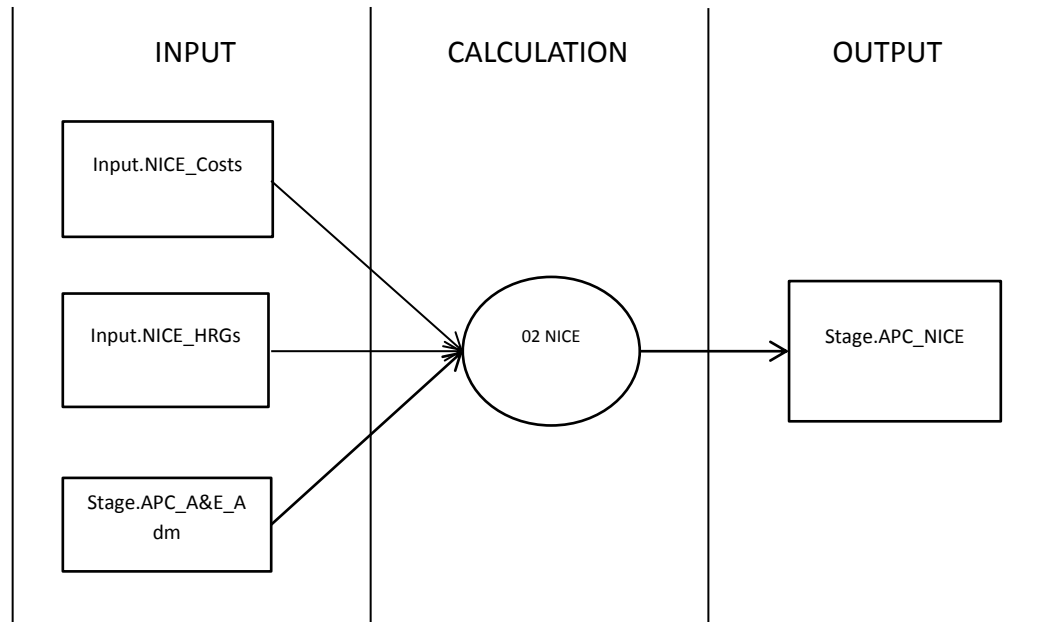 INPUT
CALCULATION
OUTPUT
Input.NICE_Costs
Input.NICE_HRGs
02 NICE
Stage.APC_NICE
Stage.APC_A&E_A
dm